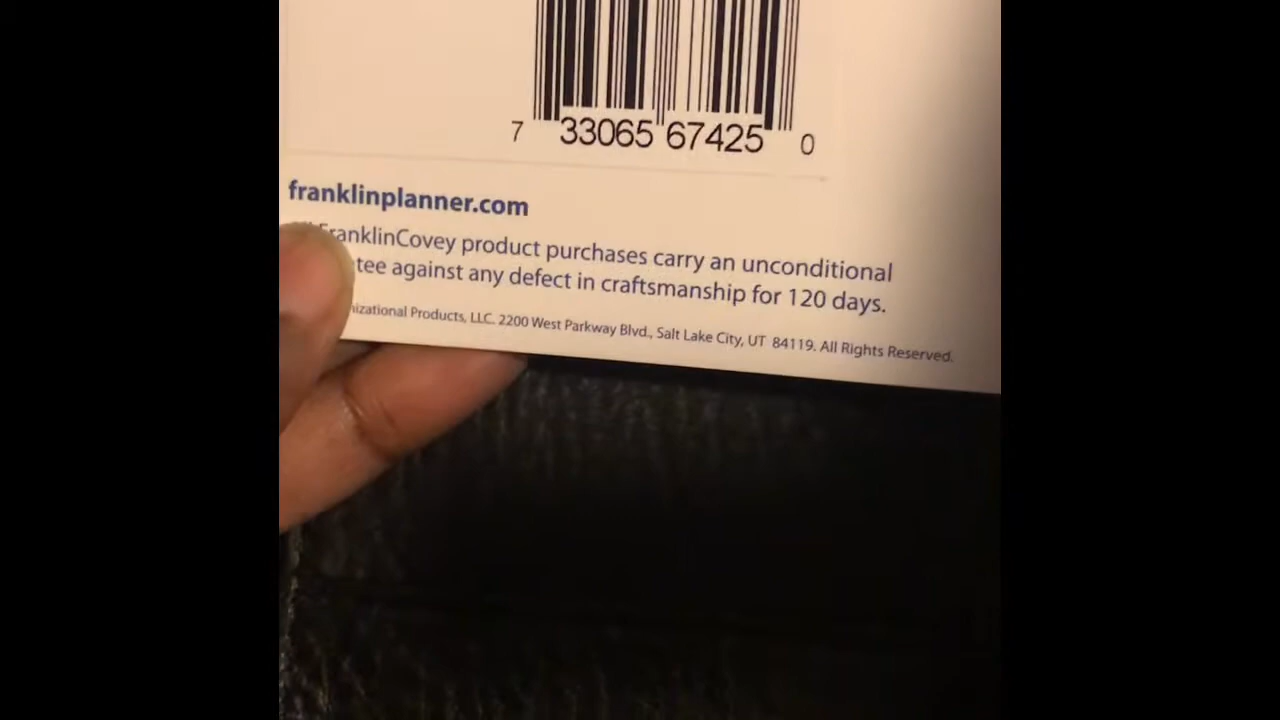 7 33065 67425 0
franklinplanner.com
FranklinCovey product purchases carry an unconditional
tee against any defect in craftsmanship for 120 days.
nizational Products, LLC. 2200 West Parkway Blvd., Salt Lake City, UT 84119. All Rights Reserved.